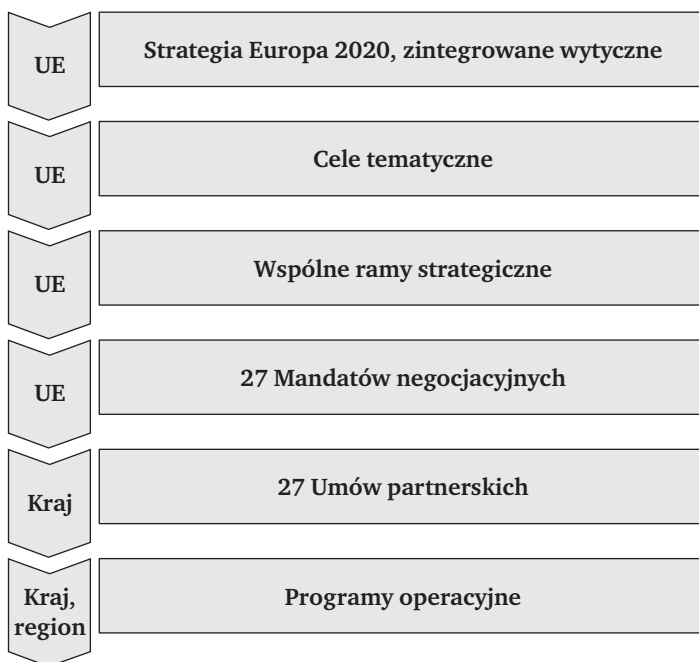 UE
Strategia Europa 2020, zintegrowane wytyczne
UE
Cele tematyczne
UE
Wspólne ramy strategiczne
UE
27 Mandatów negocjacyjnych
Kraj
27 Umów partnerskich
Kraj,
region
Programy operacyjne